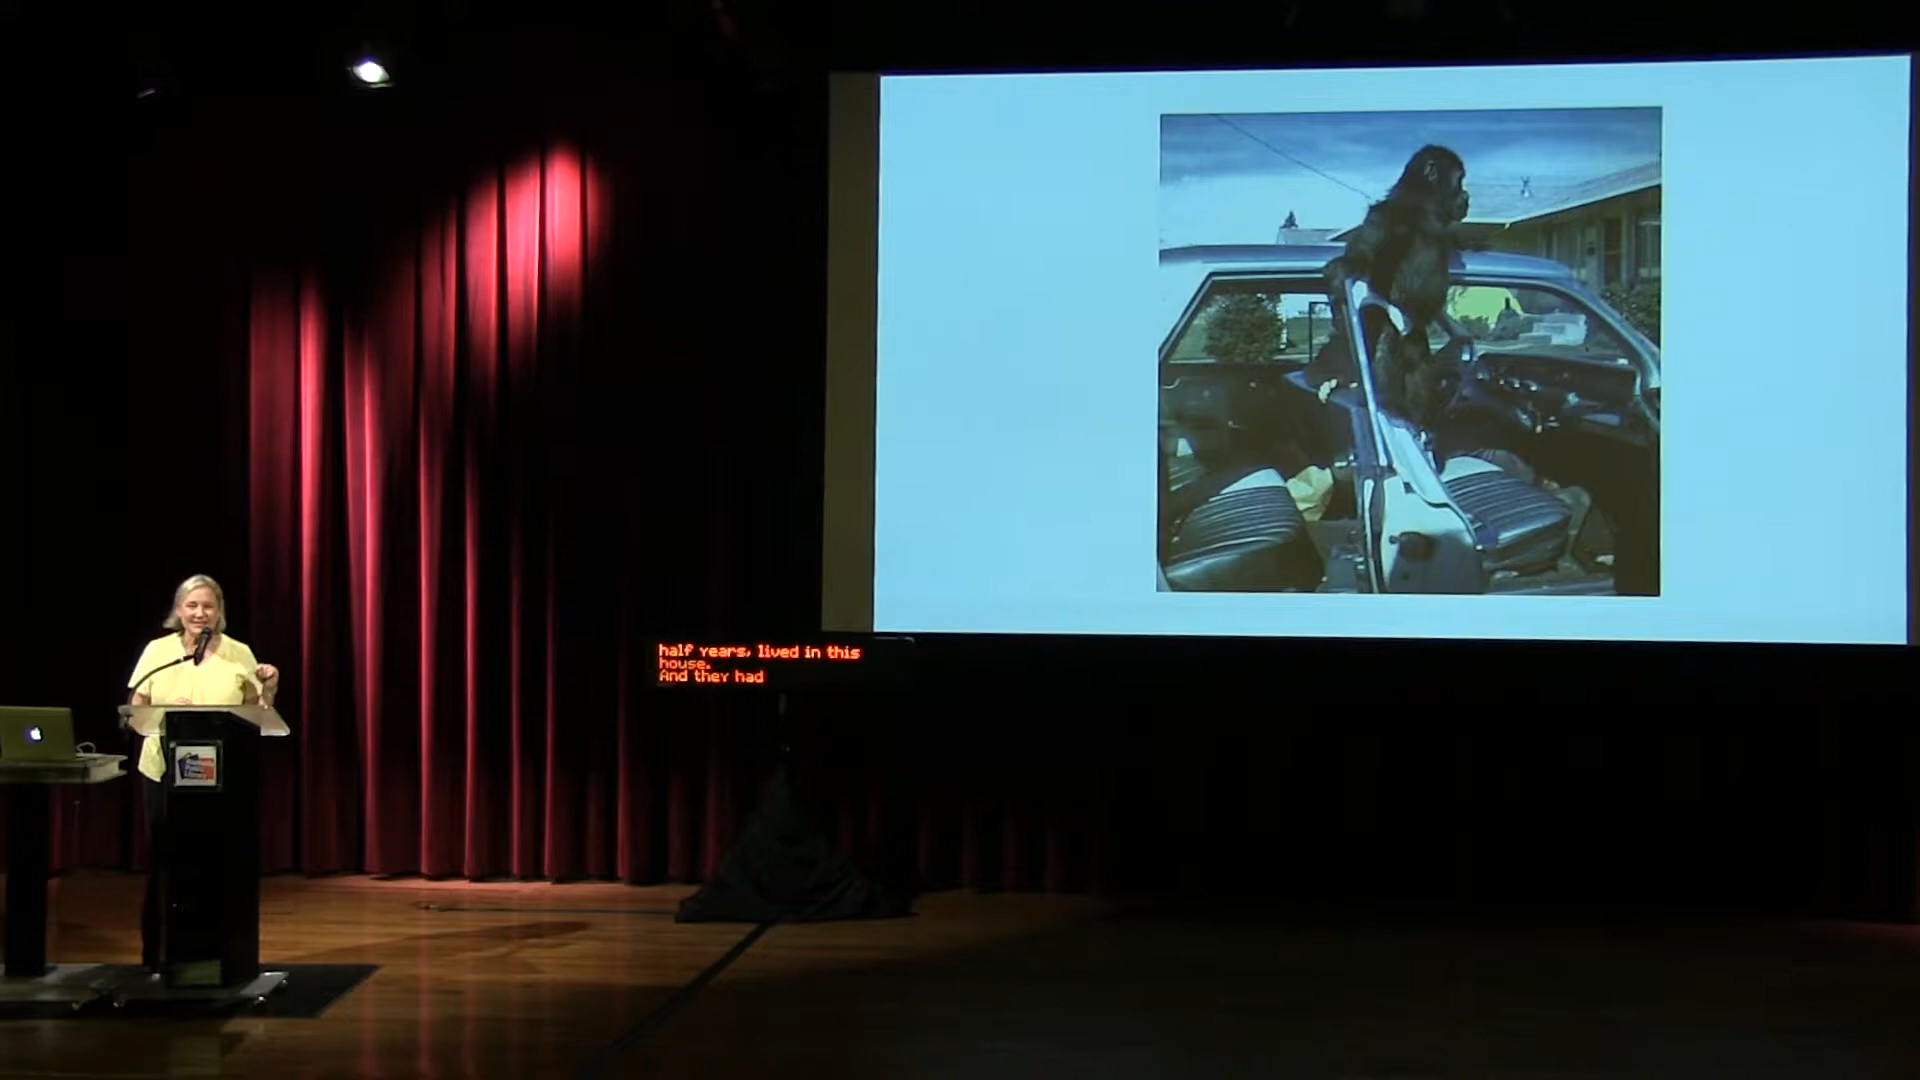 half years, lived in this
house.
And they had